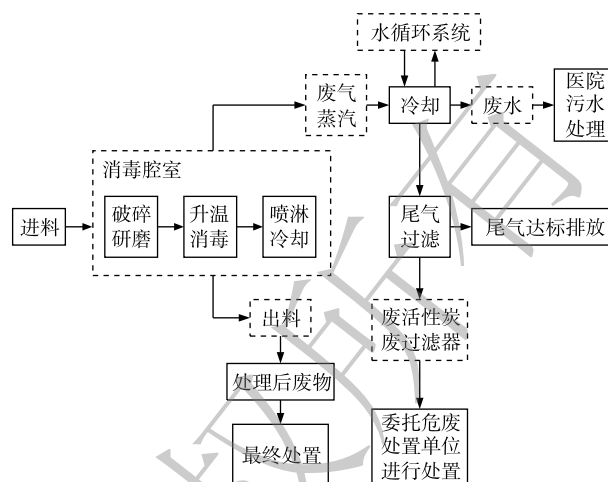 水循环系统
废气
蒸汽
冷却
废水
医院
污水
处理
消毒腔室
进料
破碎
研磨
升温
消毒
喷淋
冷却
尾气
过滤
尾气达标排放
出料
废活性炭
废过滤器
处理后废物
最终处置
委托危废
处置单位
进行处置